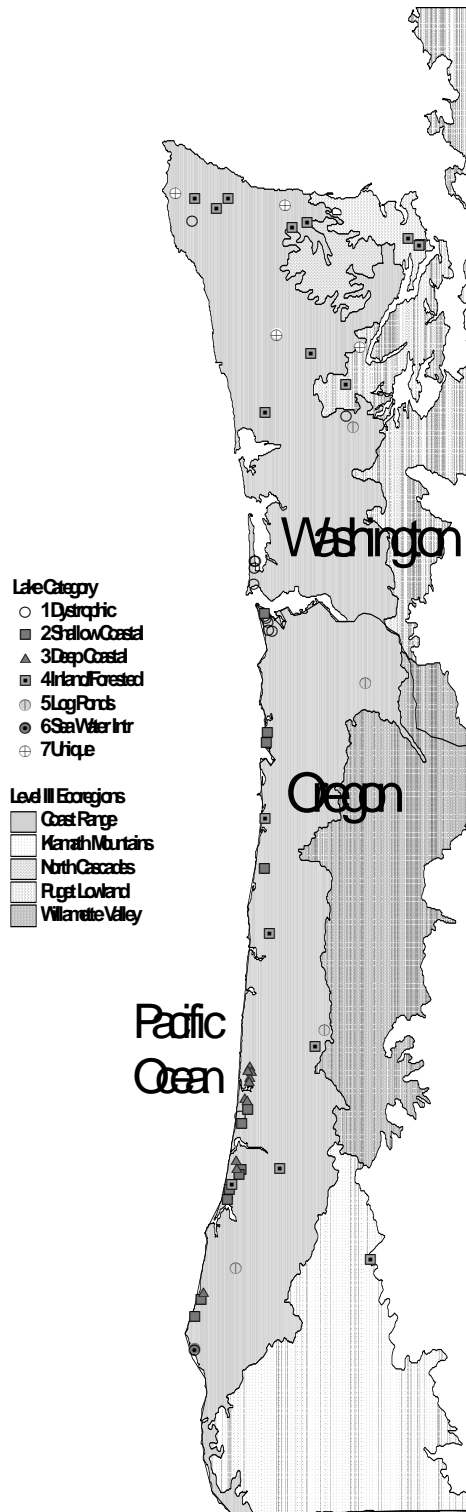 Washington
Lake Category
1 Dystrophic
2 Shallow Coastal
3 Deep Coastal
4 Inland Forested
5 Log Ponds
6 Sea Water Intr
7 Unique
Oregon
Level III Ecoregions
Coast Range
Klamath Mountains
North Cascades
Puget Lowland
Willamette Valley
Pacific
Ocean